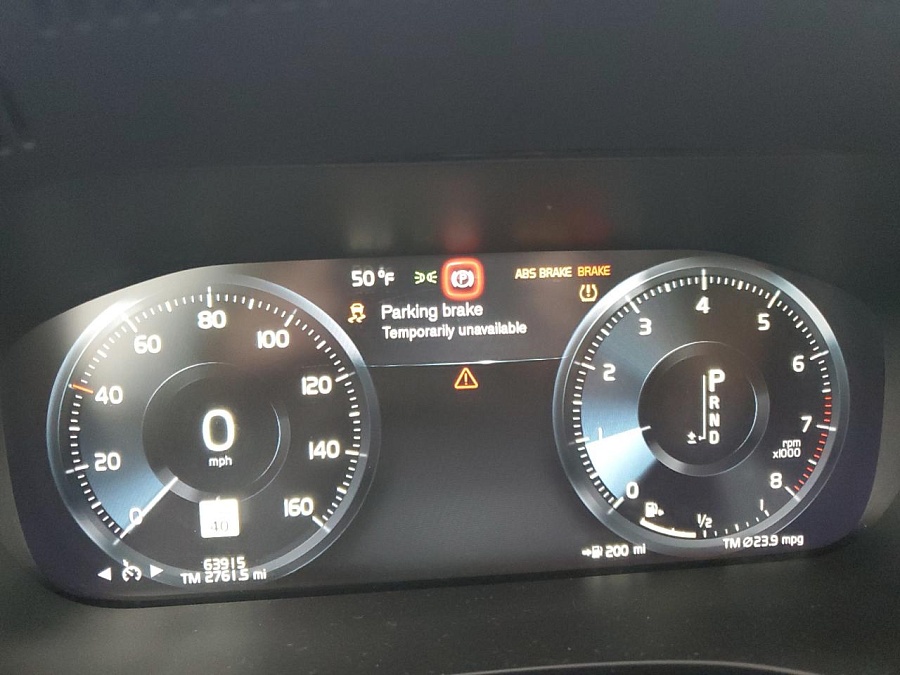 50 °F
P
ABS BRAKE BRAKE
Parking brake
Temporarily unavailable
0
20
40
60
80
100
120
140
160
0
mph
40
63915
TM 2761.5 mi
0
1
2
3
4
5
6
7
8
rpm
x1000
P
R
N
D
±
1/2
1
200 mi
TM Ø23.9 mpg